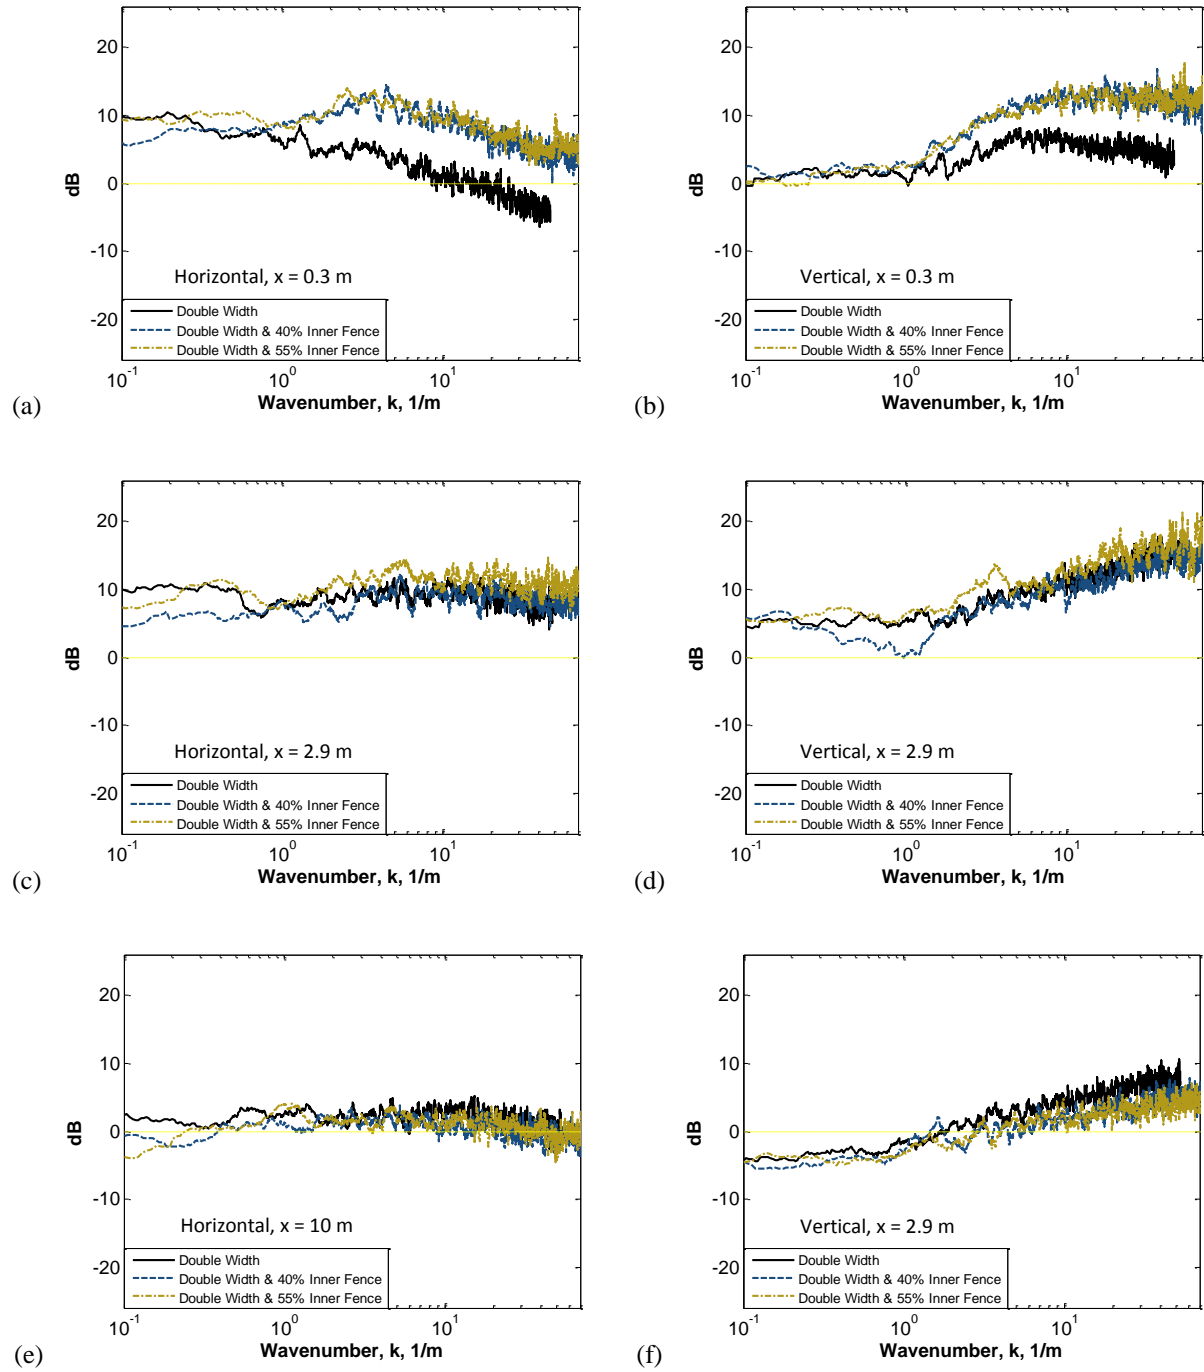 20
10
0
-10
-20
dB
Horizontal, x = 0.3 m
Double Width
Double Width & 40% Inner Fence
Double Width & 55% Inner Fence
10^-1 10^0 10^1
Wavenumber, k, 1/m
(a)
20
10
0
-10
-20
dB
Vertical, x = 0.3 m
Double Width
Double Width & 40% Inner Fence
Double Width & 55% Inner Fence
10^-1 10^0 10^1
Wavenumber, k, 1/m
(b)
20
10
0
-10
-20
dB
Horizontal, x = 2.9 m
Double Width
Double Width & 40% Inner Fence
Double Width & 55% Inner Fence
10^-1 10^0 10^1
Wavenumber, k, 1/m
(c)
20
10
0
-10
-20
dB
Vertical, x = 2.9 m
Double Width
Double Width & 40% Inner Fence
Double Width & 55% Inner Fence
10^-1 10^0 10^1
Wavenumber, k, 1/m
(d)
20
10
0
-10
-20
dB
Horizontal, x = 10 m
Double Width
Double Width & 40% Inner Fence
Double Width & 55% Inner Fence
10^-1 10^0 10^1
Wavenumber, k, 1/m
(e)
20
10
0
-10
-20
dB
Vertical, x = 2.9 m
Double Width
Double Width & 40% Inner Fence
Double Width & 55% Inner Fence
10^-1 10^0 10^1
Wavenumber, k, 1/m
(f)